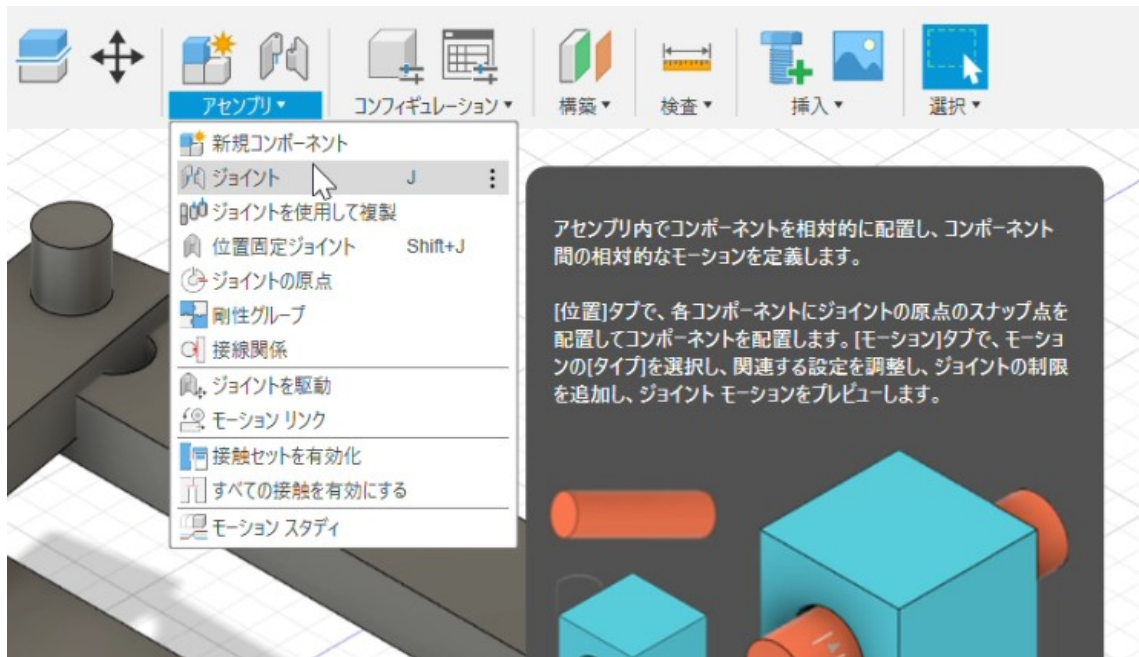 アセンブリ▼
コンフィギュレーション▼
構築▼
検査▼
挿入▼
選択▼
新規コンポーネント
ジョイント J
ジョイントを使用して複製
位置固定ジョイント Shift+J
ジョイントの原点
剛性グループ
接線関係
ジョイントを駆動
モーション リンク
接触セットを有効化
すべての接触を有効にする
モーション スタディ
アセンブリ内でコンポーネントを相対的に配置し、コンポーネント
間の相対的なモーションを定義します。
[位置]タブで、各コンポーネントにジョイントの原点のスナップ点を
配置してコンポーネントを配置します。[モーション]タブで、モーショ
ンの[タイプ]を選択し、関連する設定を調整し、ジョイントの制限
を追加し、ジョイント モーションをプレビューします。